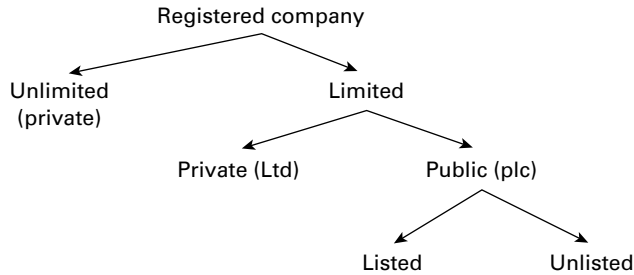 Registered company
Unlimited
(private)
Limited
Private (Ltd)
Public (plc)
Listed
Unlisted